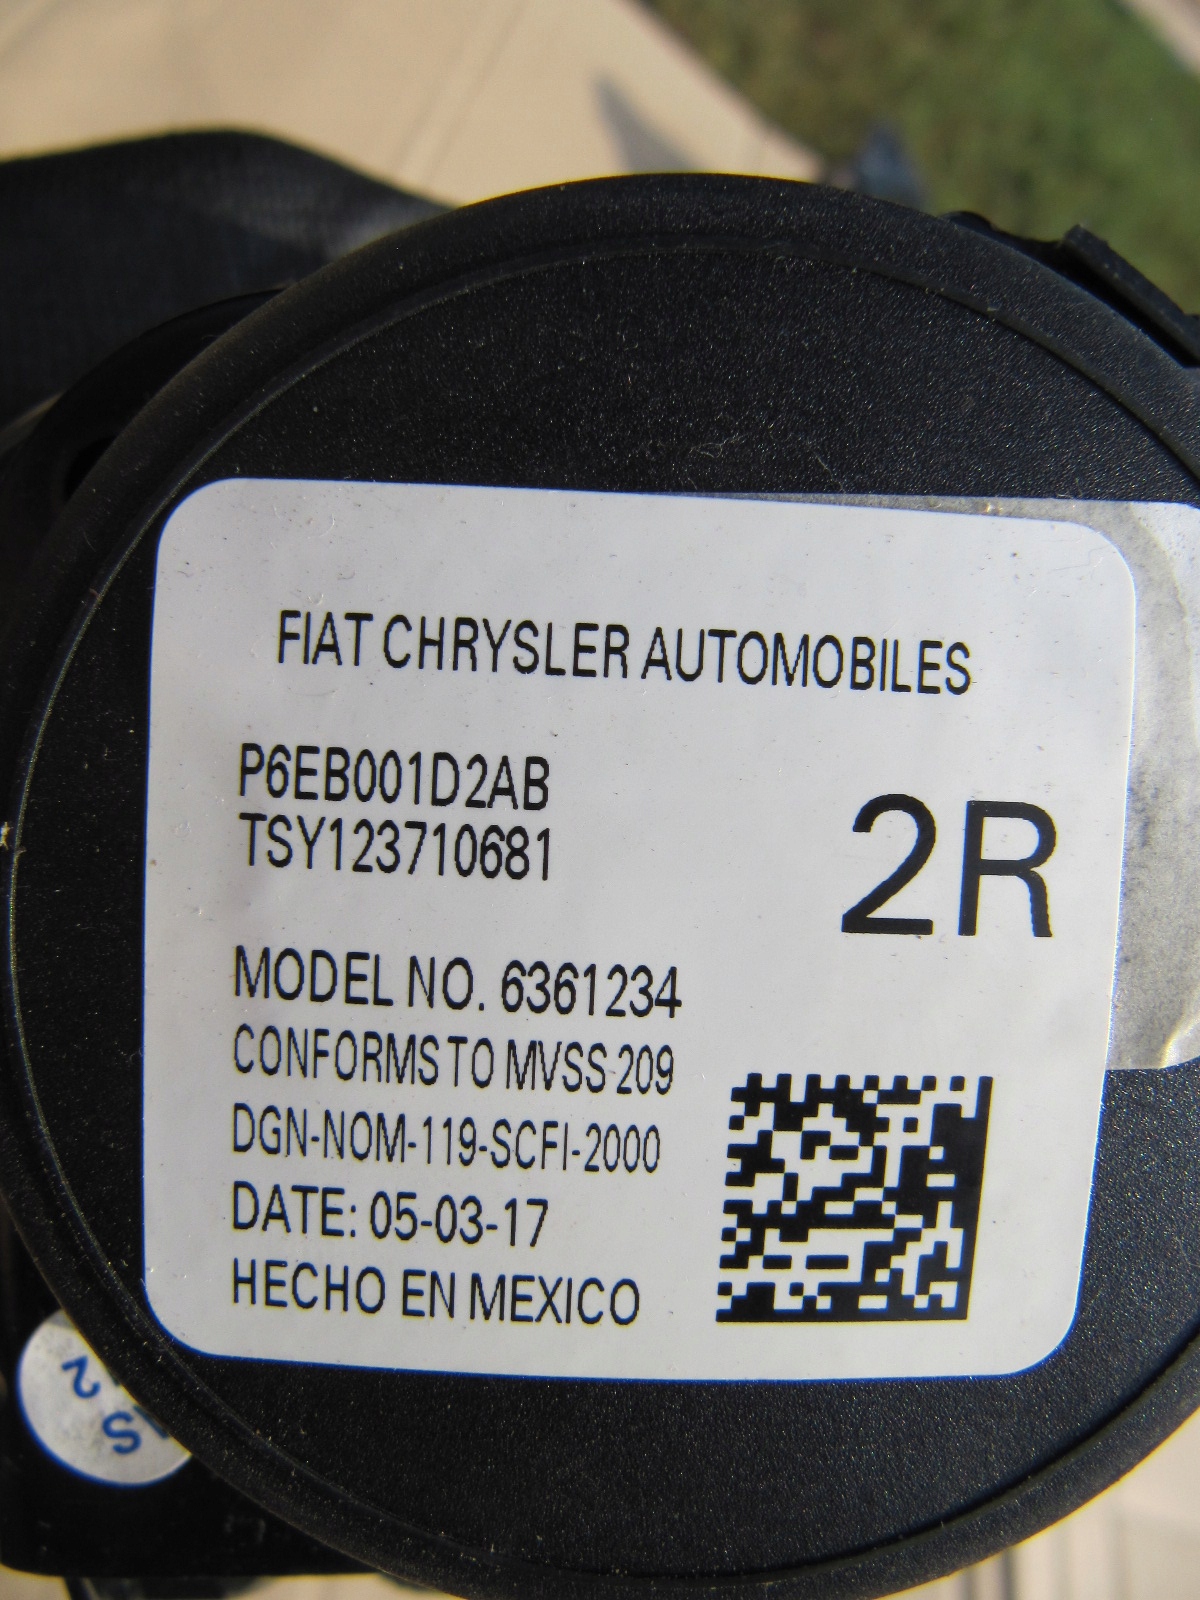 FIAT CHRYSLER AUTOMOBILES
P6EB001D2AB
TSY123710681
2R
MODEL NO. 6361234
CONFORMS TO MVSS 209
DGN-NOM-119-SCFI-2000
DATE: 05-03-17
HECHO EN MEXICO
2
S